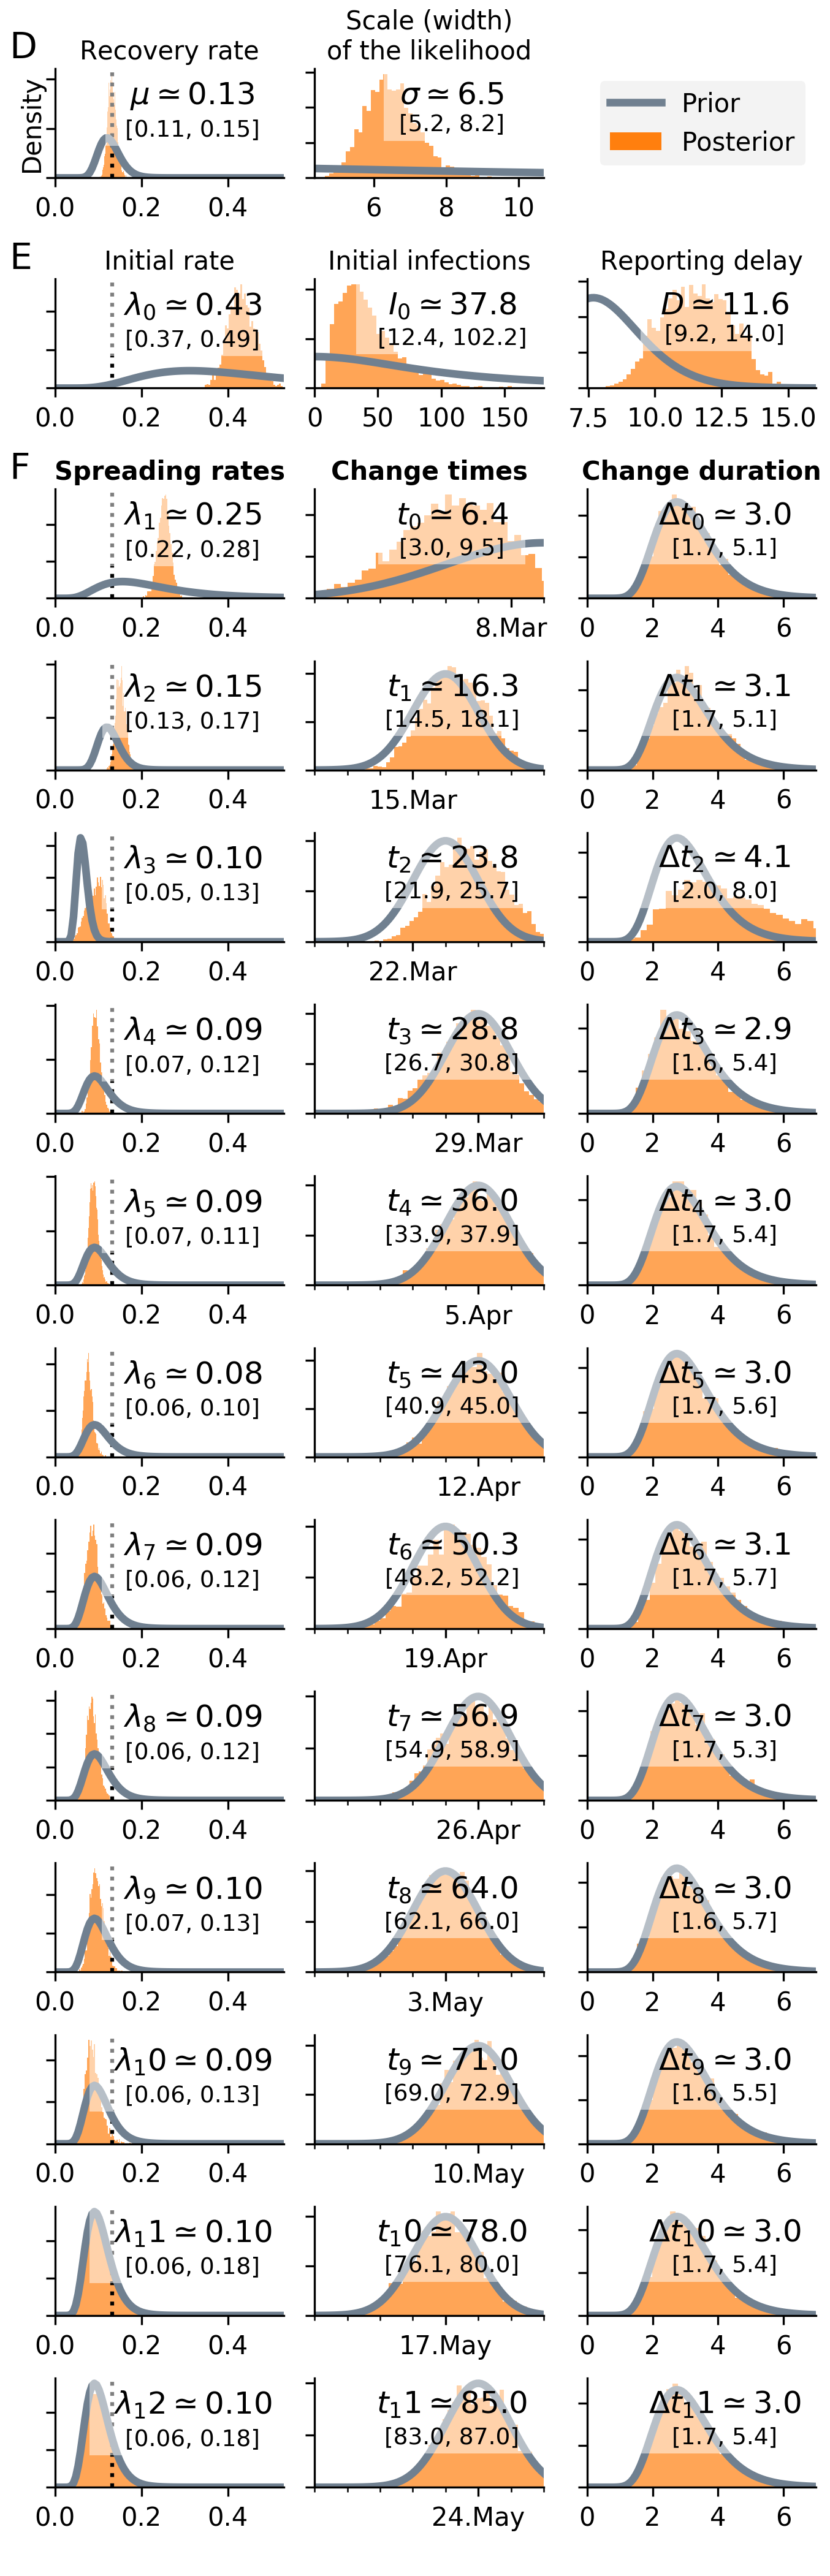 D
Recovery rate
Scale (width)
of the likelihood
Density
μ ≃ 0.13
[0.11, 0.15]
0.0 0.2 0.4
σ ≃ 6.5
[5.2, 8.2]
6 8 10
Prior
Posterior
E
Initial rate
λ0 ≃ 0.43
[0.37, 0.49]
0.0 0.2 0.4
Initial infections
I0 ≃ 37.8
[12.4, 102.2]
0 50 100 150
Reporting delay
D ≃ 11.6
[9.2, 14.0]
7.5 10.0 12.5 15.0
F
Spreading rates
Change times
Change duration
λ1 ≃ 0.25
[0.22, 0.28]
0.0 0.2 0.4
t0 ≃ 6.4
[3.0, 9.5]
8.Mar
Δt0 ≃ 3.0
[1.7, 5.1]
0 2 4 6
λ2 ≃ 0.15
[0.13, 0.17]
0.0 0.2 0.4
t1 ≃ 16.3
[14.5, 18.1]
15.Mar
Δt1 ≃ 3.1
[1.7, 5.1]
0 2 4 6
λ3 ≃ 0.10
[0.05, 0.13]
0.0 0.2 0.4
t2 ≃ 23.8
[21.9, 25.7]
22.Mar
Δt2 ≃ 4.1
[2.0, 8.0]
0 2 4 6
λ4 ≃ 0.09
[0.07, 0.12]
0.0 0.2 0.4
t3 ≃ 28.8
[26.7, 30.8]
29.Mar
Δt3 ≃ 2.9
[1.6, 5.4]
0 2 4 6
λ5 ≃ 0.09
[0.07, 0.11]
0.0 0.2 0.4
t4 ≃ 36.0
[33.9, 37.9]
5.Apr
Δt4 ≃ 3.0
[1.7, 5.4]
0 2 4 6
λ6 ≃ 0.08
[0.06, 0.10]
0.0 0.2 0.4
t5 ≃ 43.0
[40.9, 45.0]
12.Apr
Δt5 ≃ 3.0
[1.7, 5.6]
0 2 4 6
λ7 ≃ 0.09
[0.06, 0.12]
0.0 0.2 0.4
t6 ≃ 50.3
[48.2, 52.2]
19.Apr
Δt6 ≃ 3.1
[1.7, 5.7]
0 2 4 6
λ8 ≃ 0.09
[0.06, 0.12]
0.0 0.2 0.4
t7 ≃ 56.9
[54.9, 58.9]
26.Apr
Δt7 ≃ 3.0
[1.7, 5.3]
0 2 4 6
λ9 ≃ 0.10
[0.07, 0.13]
0.0 0.2 0.4
t8 ≃ 64.0
[62.1, 66.0]
3.May
Δt8 ≃ 3.0
[1.6, 5.7]
0 2 4 6
λ10 ≃ 0.09
[0.06, 0.13]
0.0 0.2 0.4
t9 ≃ 71.0
[69.0, 72.9]
10.May
Δt9 ≃ 3.0
[1.6, 5.5]
0 2 4 6
λ11 ≃ 0.10
[0.06, 0.18]
0.0 0.2 0.4
t10 ≃ 78.0
[76.1, 80.0]
17.May
Δt10 ≃ 3.0
[1.7, 5.4]
0 2 4 6
λ12 ≃ 0.10
[0.06, 0.18]
0.0 0.2 0.4
t11 ≃ 85.0
[83.0, 87.0]
24.May
Δt11 ≃ 3.0
[1.7, 5.4]
0 2 4 6